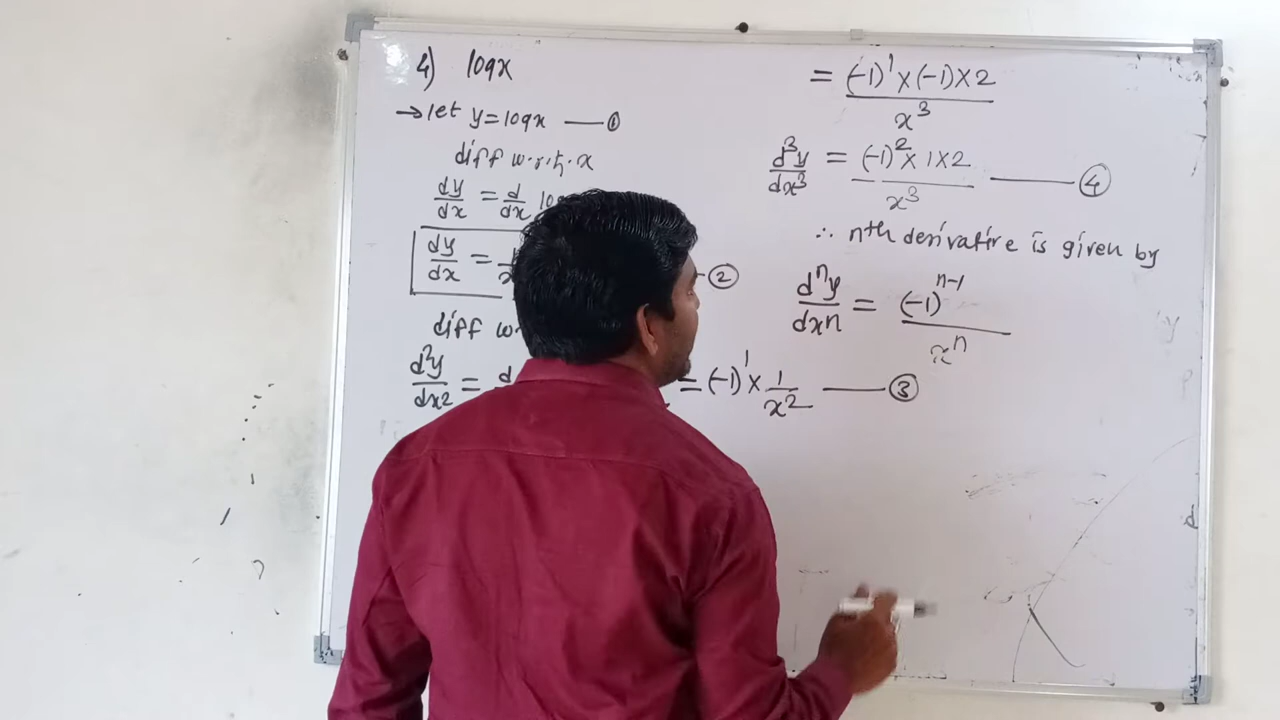 4) logx
→ let y = logx —— ①
diff w.r.t. x
dy/dx = d/dx
dy/dx = ②
diff
d²y/dx2 = = (-1)¹ × 1/x² —— ③
= (-1)¹ × (-1) × 2 / x³
d³y/dx³ = (-1)² × 1 × 2 / x³ —— ④
∴ nth derivative is given by
dⁿy/dxn = (-1)ⁿ⁻¹ / xⁿ